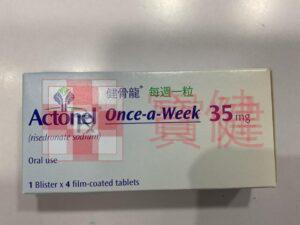 健骨龍® 每週一粒
Actonel Once-a-Week 35 mg
(risedronate sodium)
Oral use
1 Blister x 4 film-coated tablets
寶健